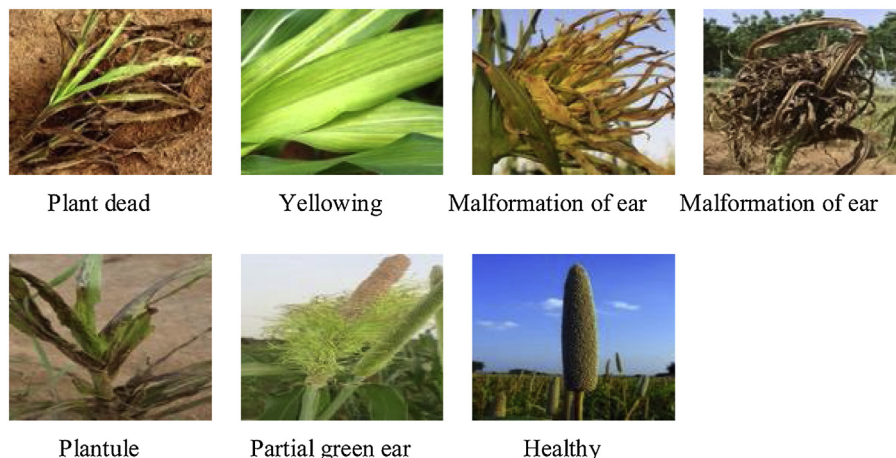 Plant dead
Yellowing
Malformation of ear
Malformation of ear
Plantule
Partial green ear
Healthy